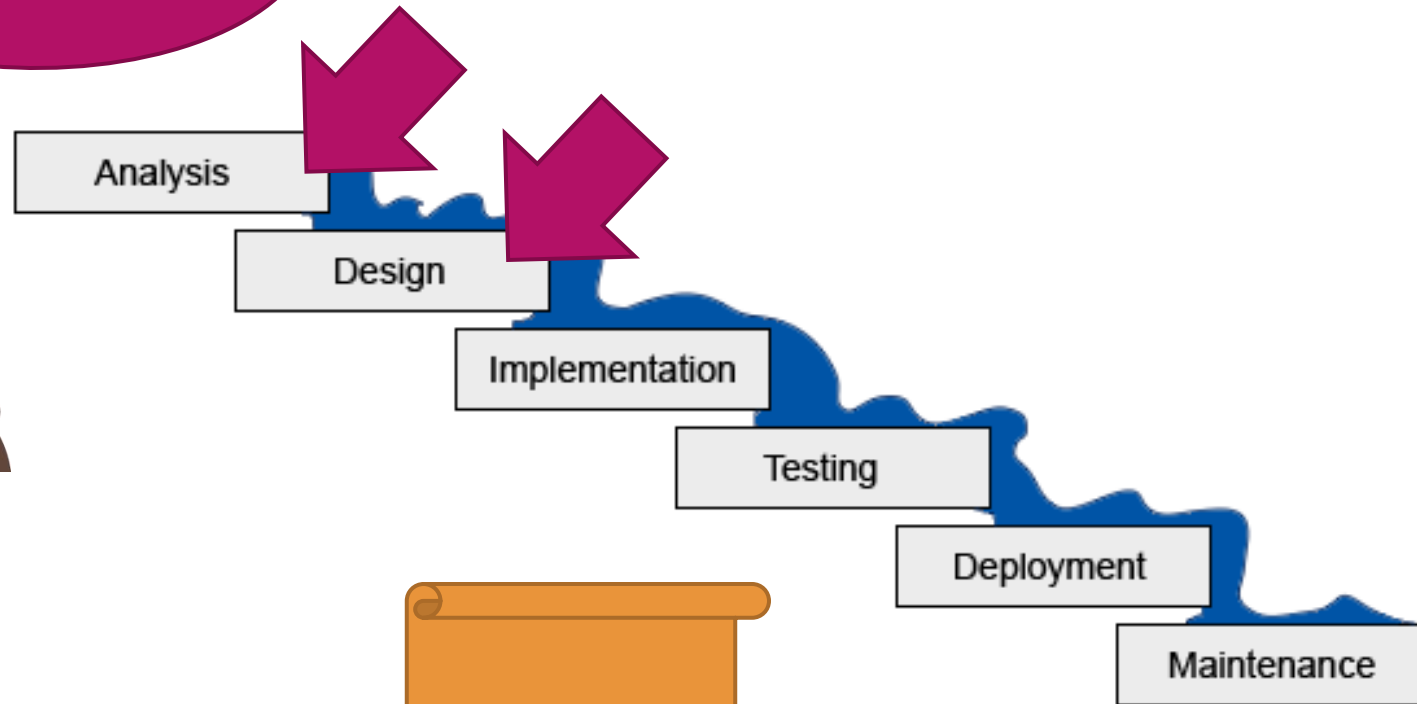 Analysis
Design
Implementation
Testing
Deployment
Maintenance